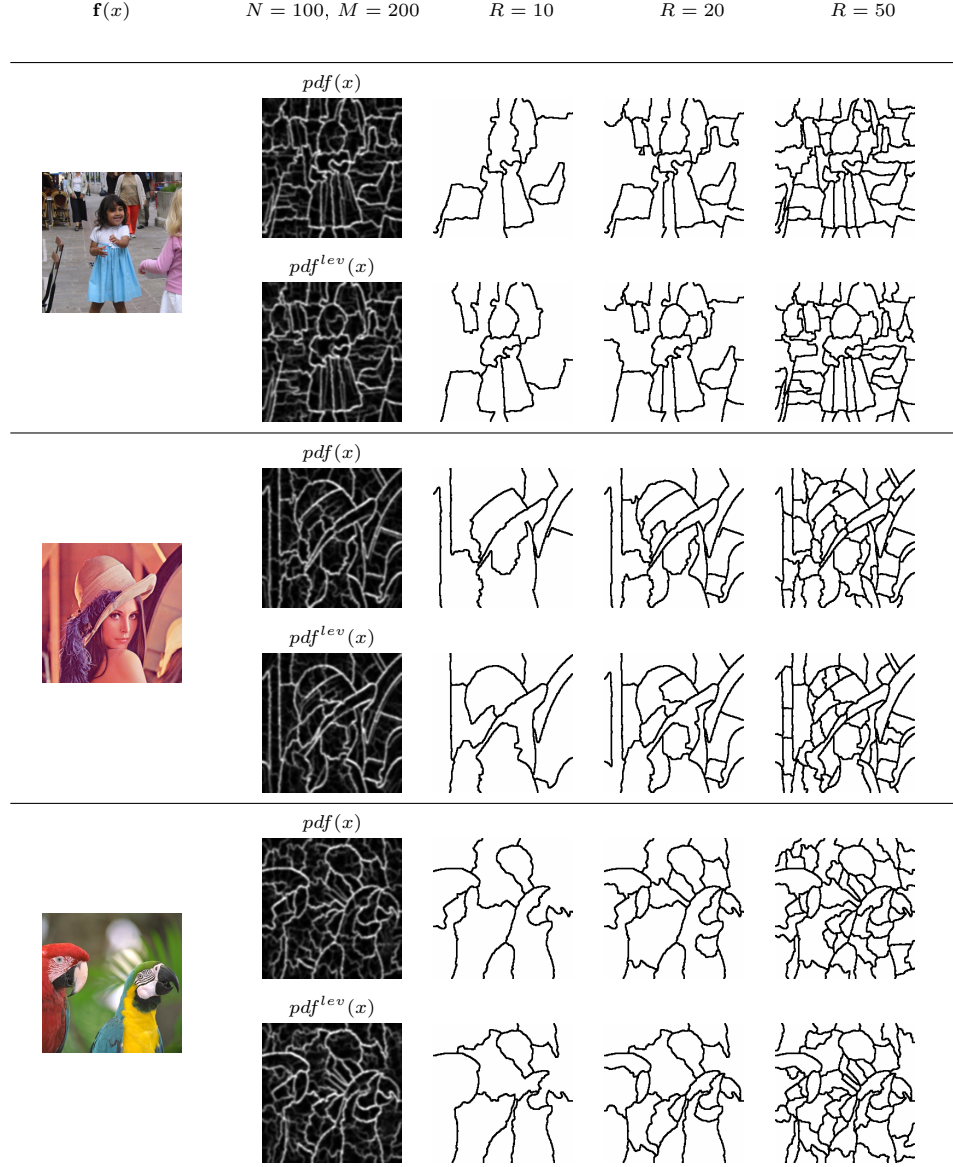 f(x) N = 100, M = 200 R = 10 R = 20 R = 50
pdf(x)
pdf^{lev}(x)
pdf(x)
pdf^{lev}(x)
pdf(x)
pdf^{lev}(x)